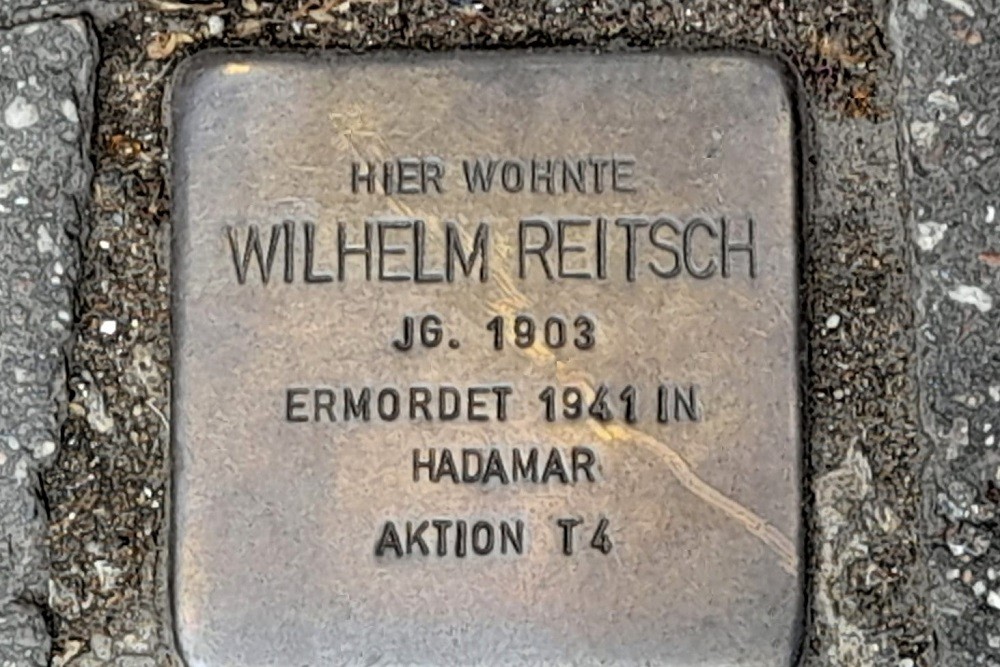 HIER WOHNTE
WILHELM REITSCH
JG. 1903
ERMORDET 1941 IN
HADAMAR
AKTION T4